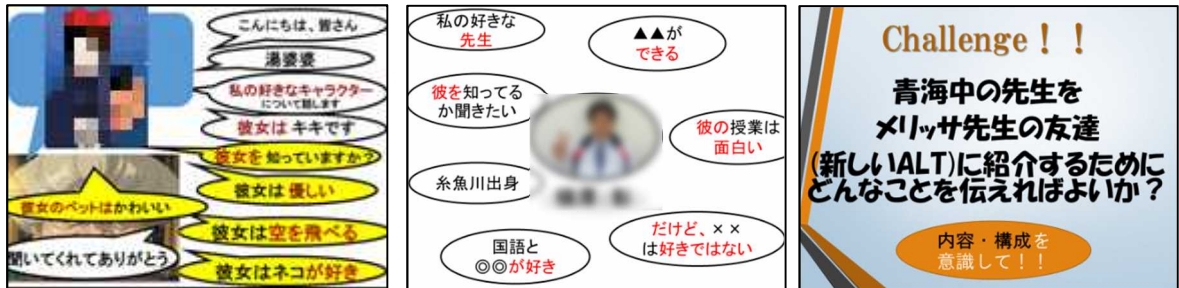 こんにちは、皆さん
湯婆婆
私の好きなキャラクター
について話します
彼女は キキです
彼女を 知っていますか?
彼女は 優しい
彼女のペットはかわいい
彼女は空を飛べる
聞いてくれてありがとう
彼女はネコが好き
私の好きな
先生
▲▲が
できる
彼を知ってる
か聞きたい
彼の授業は
面白い
糸魚川出身
だけど、××
は好きではない
国語と
◎◎が好き
Challenge！！
青海中の先生を
メリッサ先生の友達
(新しいALT)に紹介するために
どんなことを伝えればよいか？
内容・構成を
意識して！！